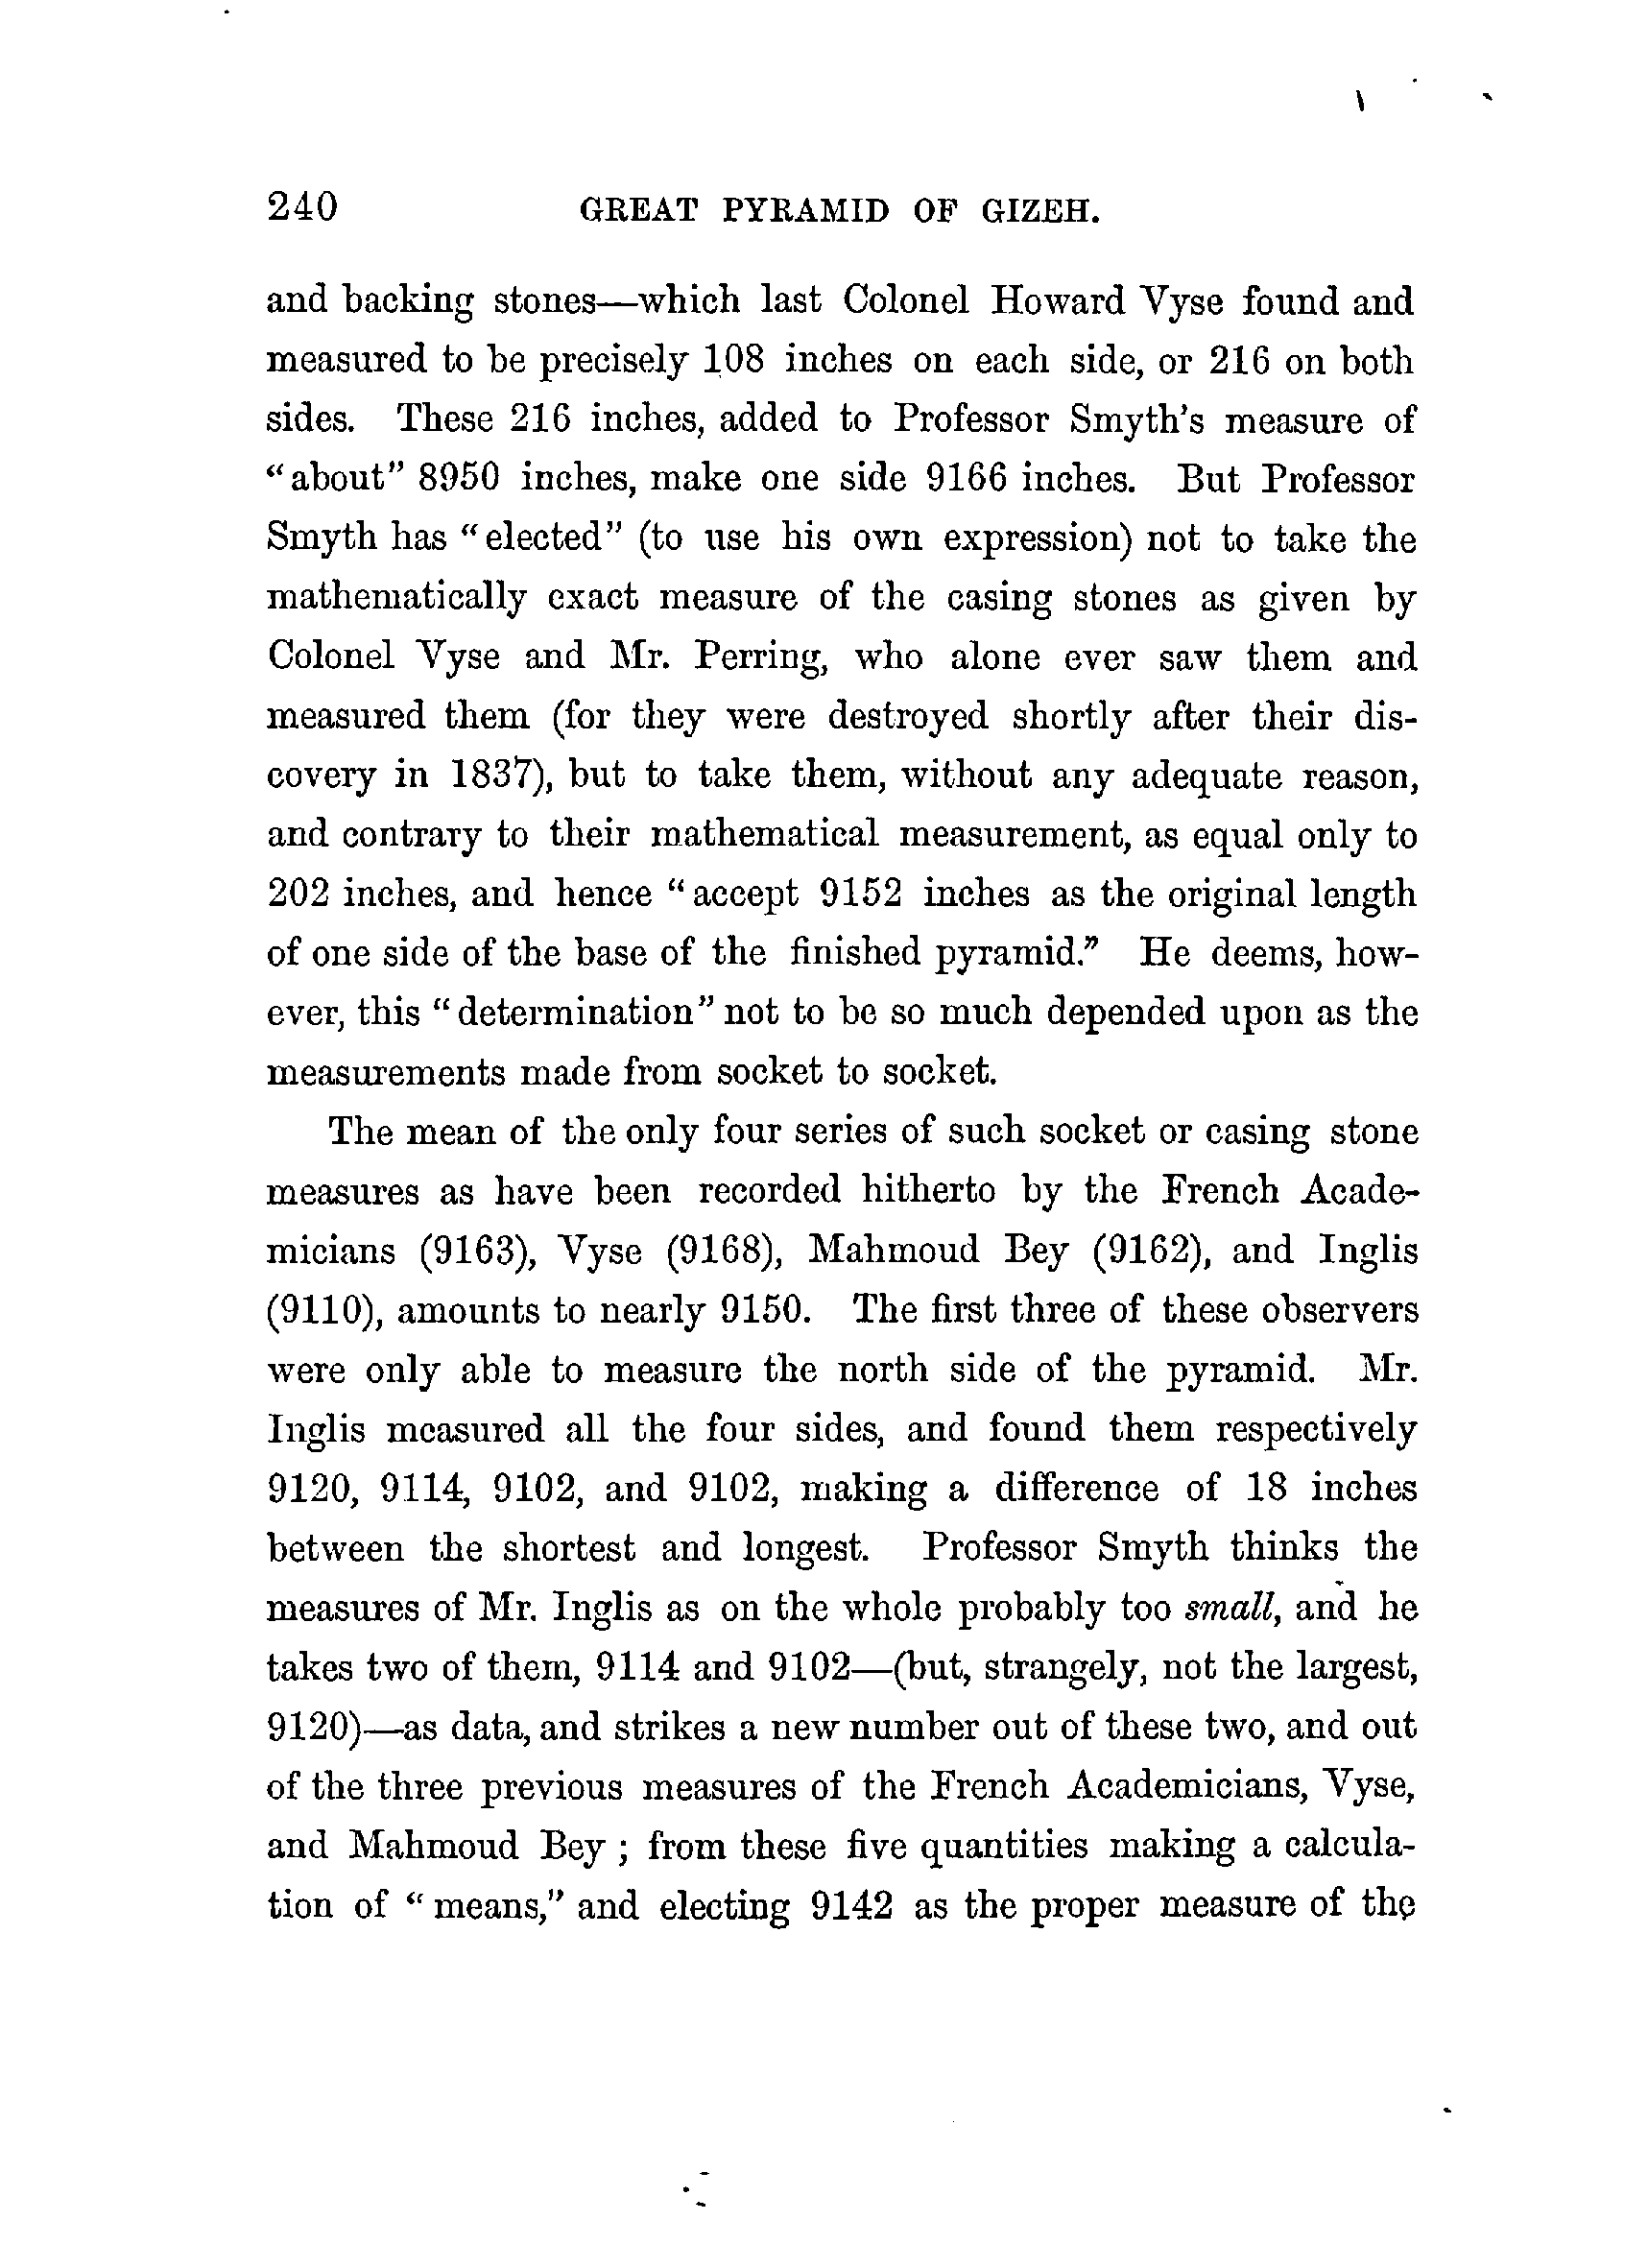 240 GREAT PYRAMID OF GIZEH.
and backing stones—which last Colonel Howard Vyse found and
measured to be precisely 108 inches on each side, or 216 on both
sides. These 216 inches, added to Professor Smyth's measure of
“about” 8950 inches, make one side 9166 inches. But Professor
Smyth has “elected” (to use his own expression) not to take the
mathematically exact measure of the casing stones as given by
Colonel Vyse and Mr. Perring, who alone ever saw them and
measured them (for they were destroyed shortly after their dis-
covery in 1837), but to take them, without any adequate reason,
and contrary to their mathematical measurement, as equal only to
202 inches, and hence “accept 9152 inches as the original length
of one side of the base of the finished pyramid.” He deems, how-
ever, this “determination” not to be so much depended upon as the
measurements made from socket to socket.
The mean of the only four series of such socket or casing stone
measures as have been recorded hitherto by the French Acade-
micians (9163), Vyse (9168), Mahmoud Bey (9162), and Inglis
(9110), amounts to nearly 9150. The first three of these observers
were only able to measure the north side of the pyramid. Mr.
Inglis measured all the four sides, and found them respectively
9120, 9114, 9102, and 9102, making a difference of 18 inches
between the shortest and longest. Professor Smyth thinks the
measures of Mr. Inglis as on the whole probably too small, and he
takes two of them, 9114 and 9102—(but, strangely, not the largest,
9120)—as data, and strikes a new number out of these two, and out
of the three previous measures of the French Academicians, Vyse,
and Mahmoud Bey ; from these five quantities making a calcula-
tion of “means,” and electing 9142 as the proper measure of the